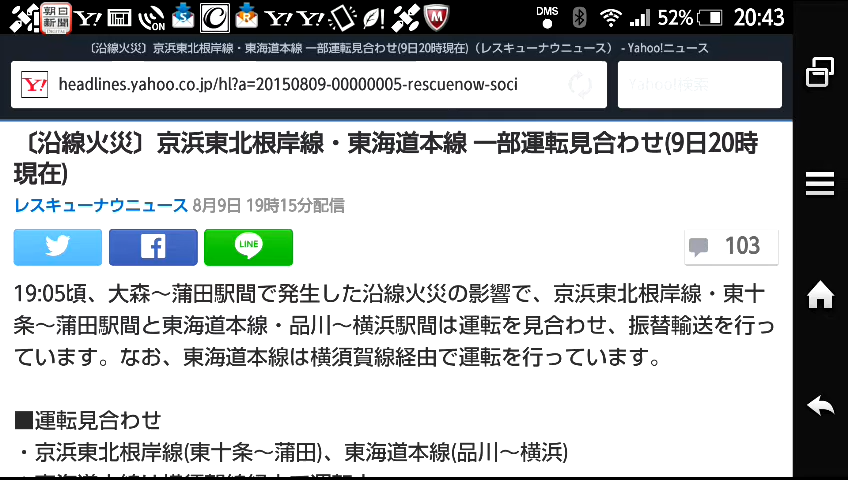 朝日
新聞
DIGITAL
ON
DMS
52%
20:43
〔沿線火災〕京浜東北根岸線・東海道本線 一部運転見合わせ(9日20時現在)（レスキューナウニュース） - Yahoo!ニュース
Y! headlines.yahoo.co.jp/hl?a=20150809-00000005-rescuenow-soci
Yahoo!検索
〔沿線火災〕京浜東北根岸線・東海道本線 一部運転見合わせ(9日20時
現在)
レスキューナウニュース 8月9日 19時15分配信
LINE
103
19:05頃、大森〜蒲田駅間で発生した沿線火災の影響で、京浜東北根岸線・東十
条〜蒲田駅間と東海道本線・品川〜横浜駅間は運転を見合わせ、振替輸送を行っ
ています。なお、東海道本線は横須賀線経由で運転を行っています。
■運転見合わせ
・京浜東北根岸線(東十条〜蒲田)、東海道本線(品川〜横浜)